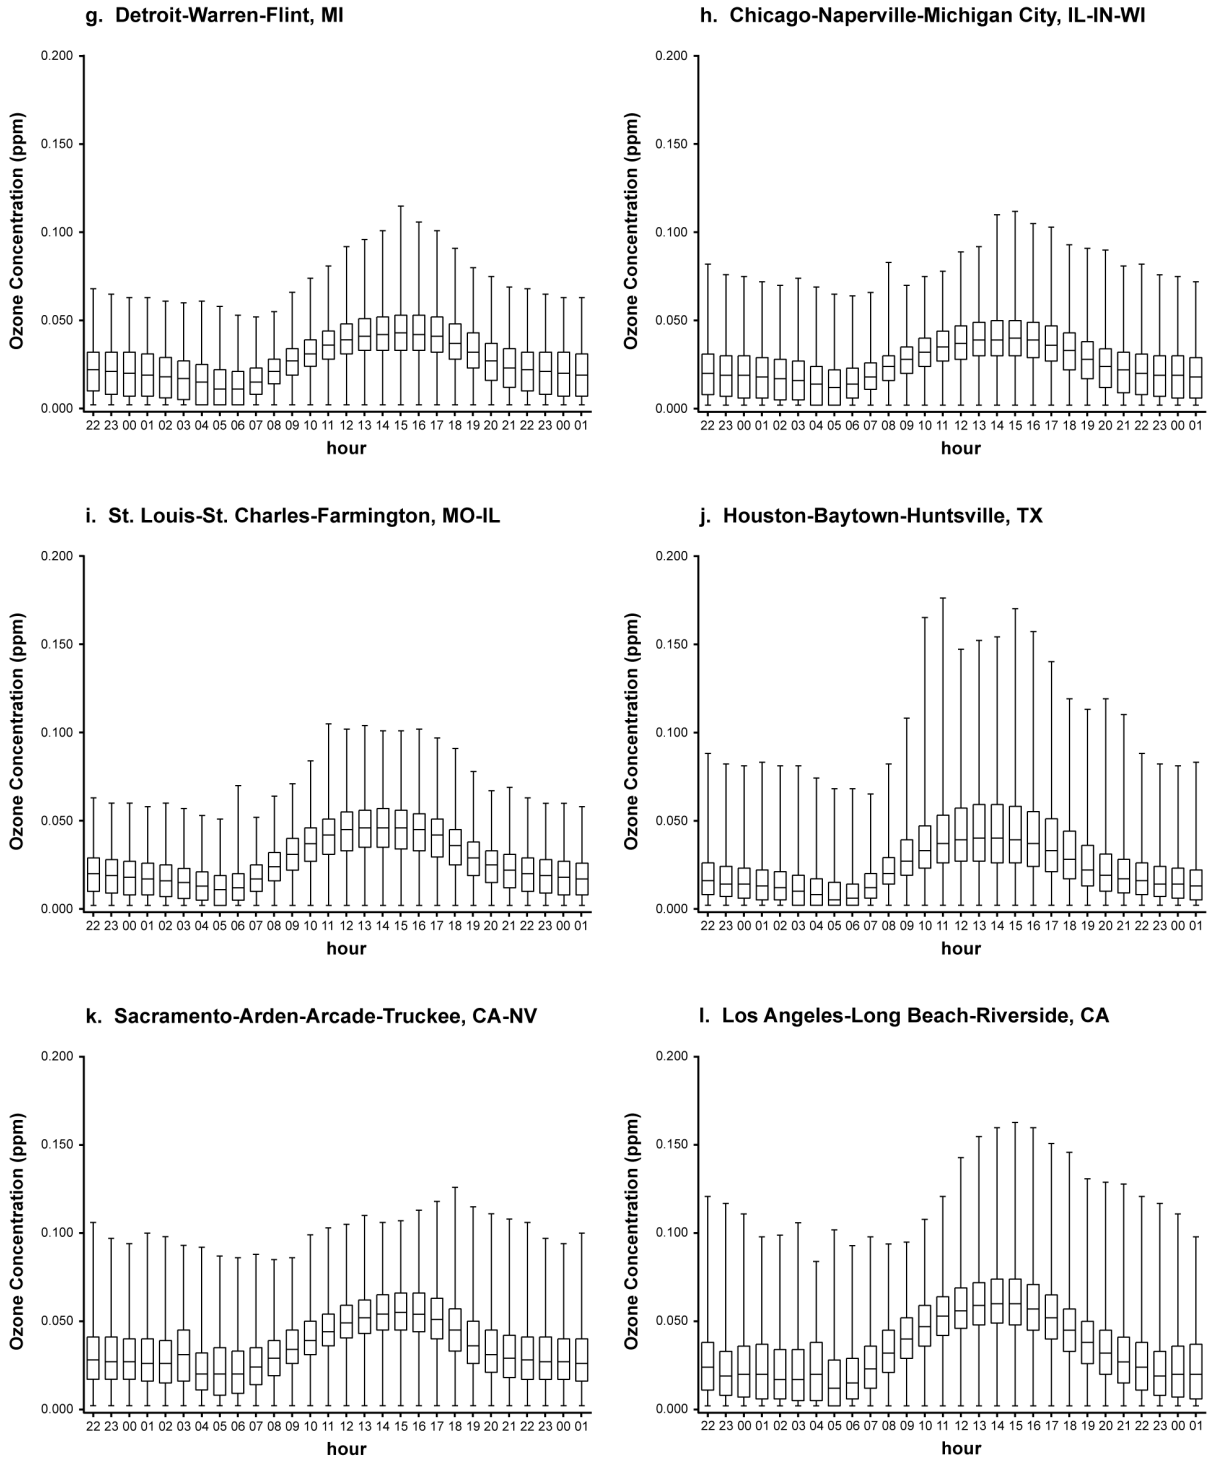 g. Detroit-Warren-Flint, MI
Ozone Concentration (ppm)
0.200
0.150
0.100
0.050
0.000
22 23 00 01 02 03 04 05 06 07 08 09 10 11 12 13 14 15 16 17 18 19 20 21 22 23 00 01
hour
h. Chicago-Naperville-Michigan City, IL-IN-WI
Ozone Concentration (ppm)
0.200
0.150
0.100
0.050
0.000
22 23 00 01 02 03 04 05 06 07 08 09 10 11 12 13 14 15 16 17 18 19 20 21 22 23 00 01
hour
i. St. Louis-St. Charles-Farmington, MO-IL
Ozone Concentration (ppm)
0.200
0.150
0.100
0.050
0.000
22 23 00 01 02 03 04 05 06 07 08 09 10 11 12 13 14 15 16 17 18 19 20 21 22 23 00 01
hour
j. Houston-Baytown-Huntsville, TX
Ozone Concentration (ppm)
0.200
0.150
0.100
0.050
0.000
22 23 00 01 02 03 04 05 06 07 08 09 10 11 12 13 14 15 16 17 18 19 20 21 22 23 00 01
hour
k. Sacramento-Arden-Arcade-Truckee, CA-NV
Ozone Concentration (ppm)
0.200
0.150
0.100
0.050
0.000
22 23 00 01 02 03 04 05 06 07 08 09 10 11 12 13 14 15 16 17 18 19 20 21 22 23 00 01
hour
l. Los Angeles-Long Beach-Riverside, CA
Ozone Concentration (ppm)
0.200
0.150
0.100
0.050
0.000
22 23 00 01 02 03 04 05 06 07 08 09 10 11 12 13 14 15 16 17 18 19 20 21 22 23 00 01
hour